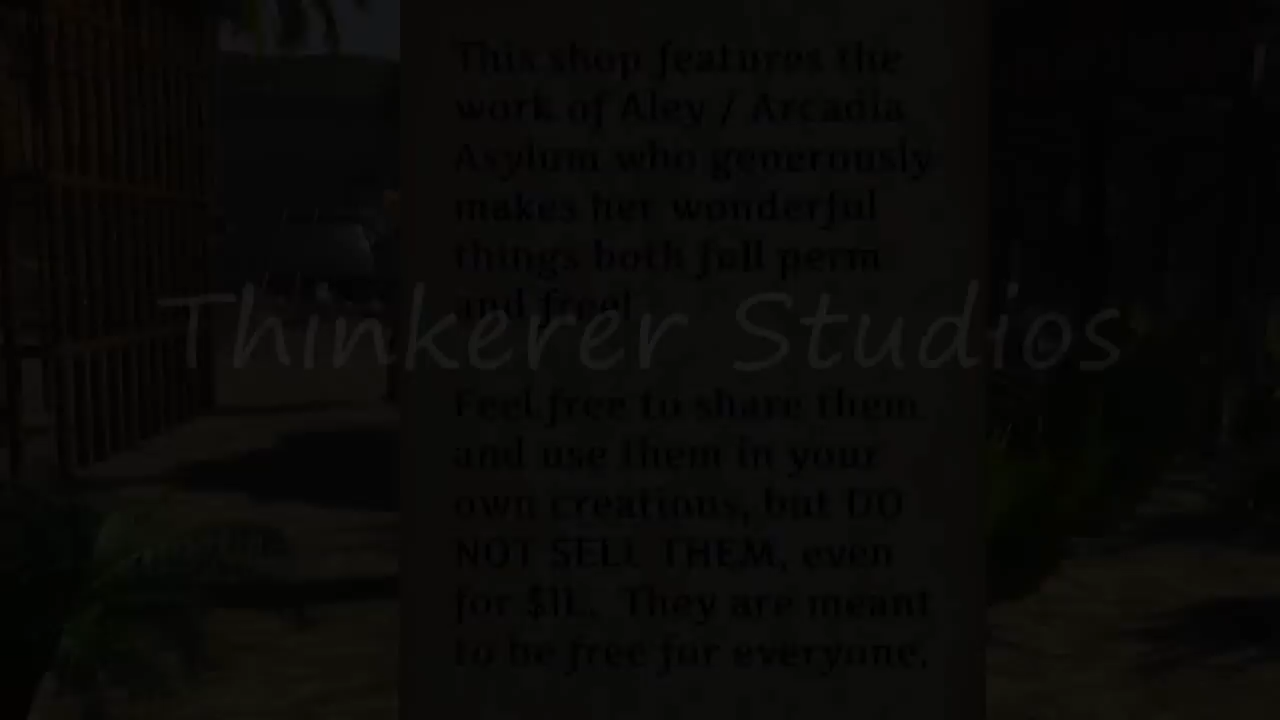 This shop features the
work of Aley / Arcadia
Asylum who generously
makes her wonderful
things both full perm
and free!
Thinkerer Studios
Feel free to share them
and use them in your
own creations, but DO
NOT SELL THEM, even
for $1L. They are meant
to be free for everyone.